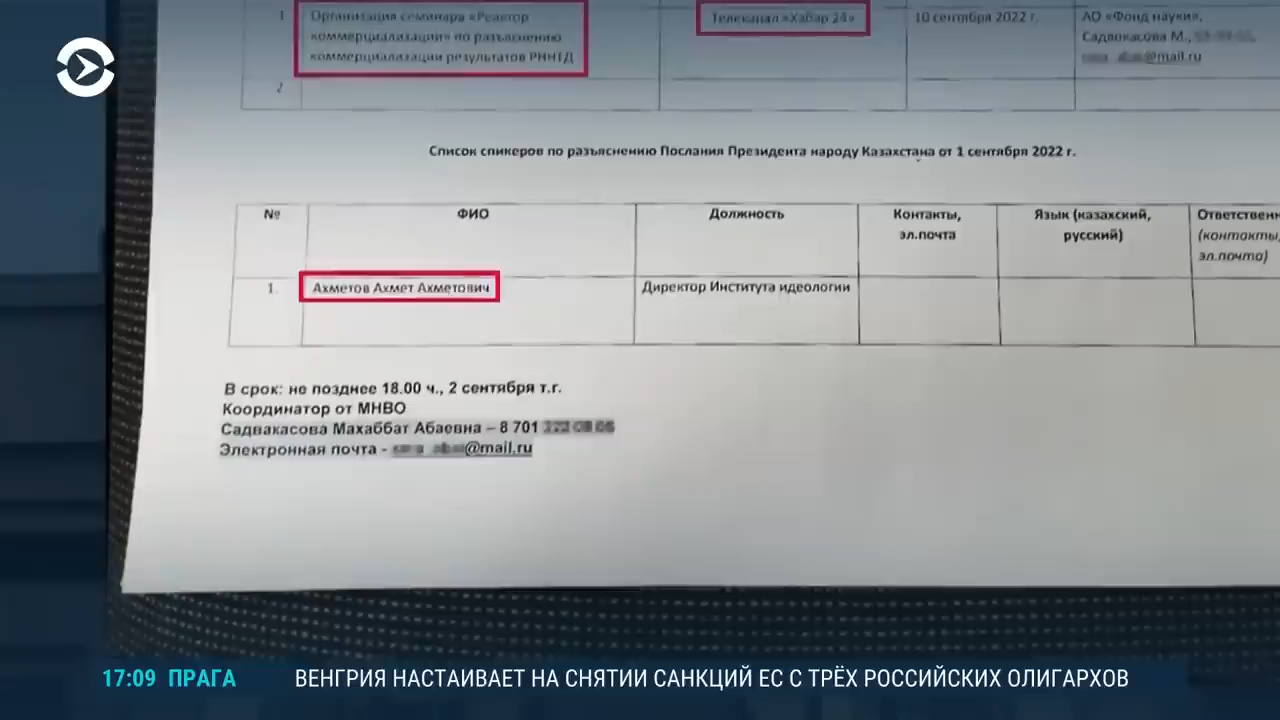 1 Организация семинара «Реактор Телеканал «Хабар 24» 10 сентября 2022 г. АО «Фонд науки»,
коммерциализации» по разъяснению Садвокасова М.,
коммерциализации результатов РННТД @mail.ru
2
Список спикеров по разъяснению Послания Президента народу Казахстана от 1 сентября 2022 г.
№ ФИО Должность Контакты, Язык (казахский, Ответственн
эл.почта русский) (контакты,
эл.почта)
1. Ахметов Ахмет Ахметович Директор Института идеологии
В срок: не позднее 18.00 ч., 2 сентября т.г.
Координатор от МНВО
Садвакасова Махаббат Абаевна – 8 701
Электронная почта - @mail.ru
17:09 ПРАГА ВЕНГРИЯ НАСТАИВАЕТ НА СНЯТИИ САНКЦИЙ ЕС С ТРЁХ РОССИЙСКИХ ОЛИГАРХОВ